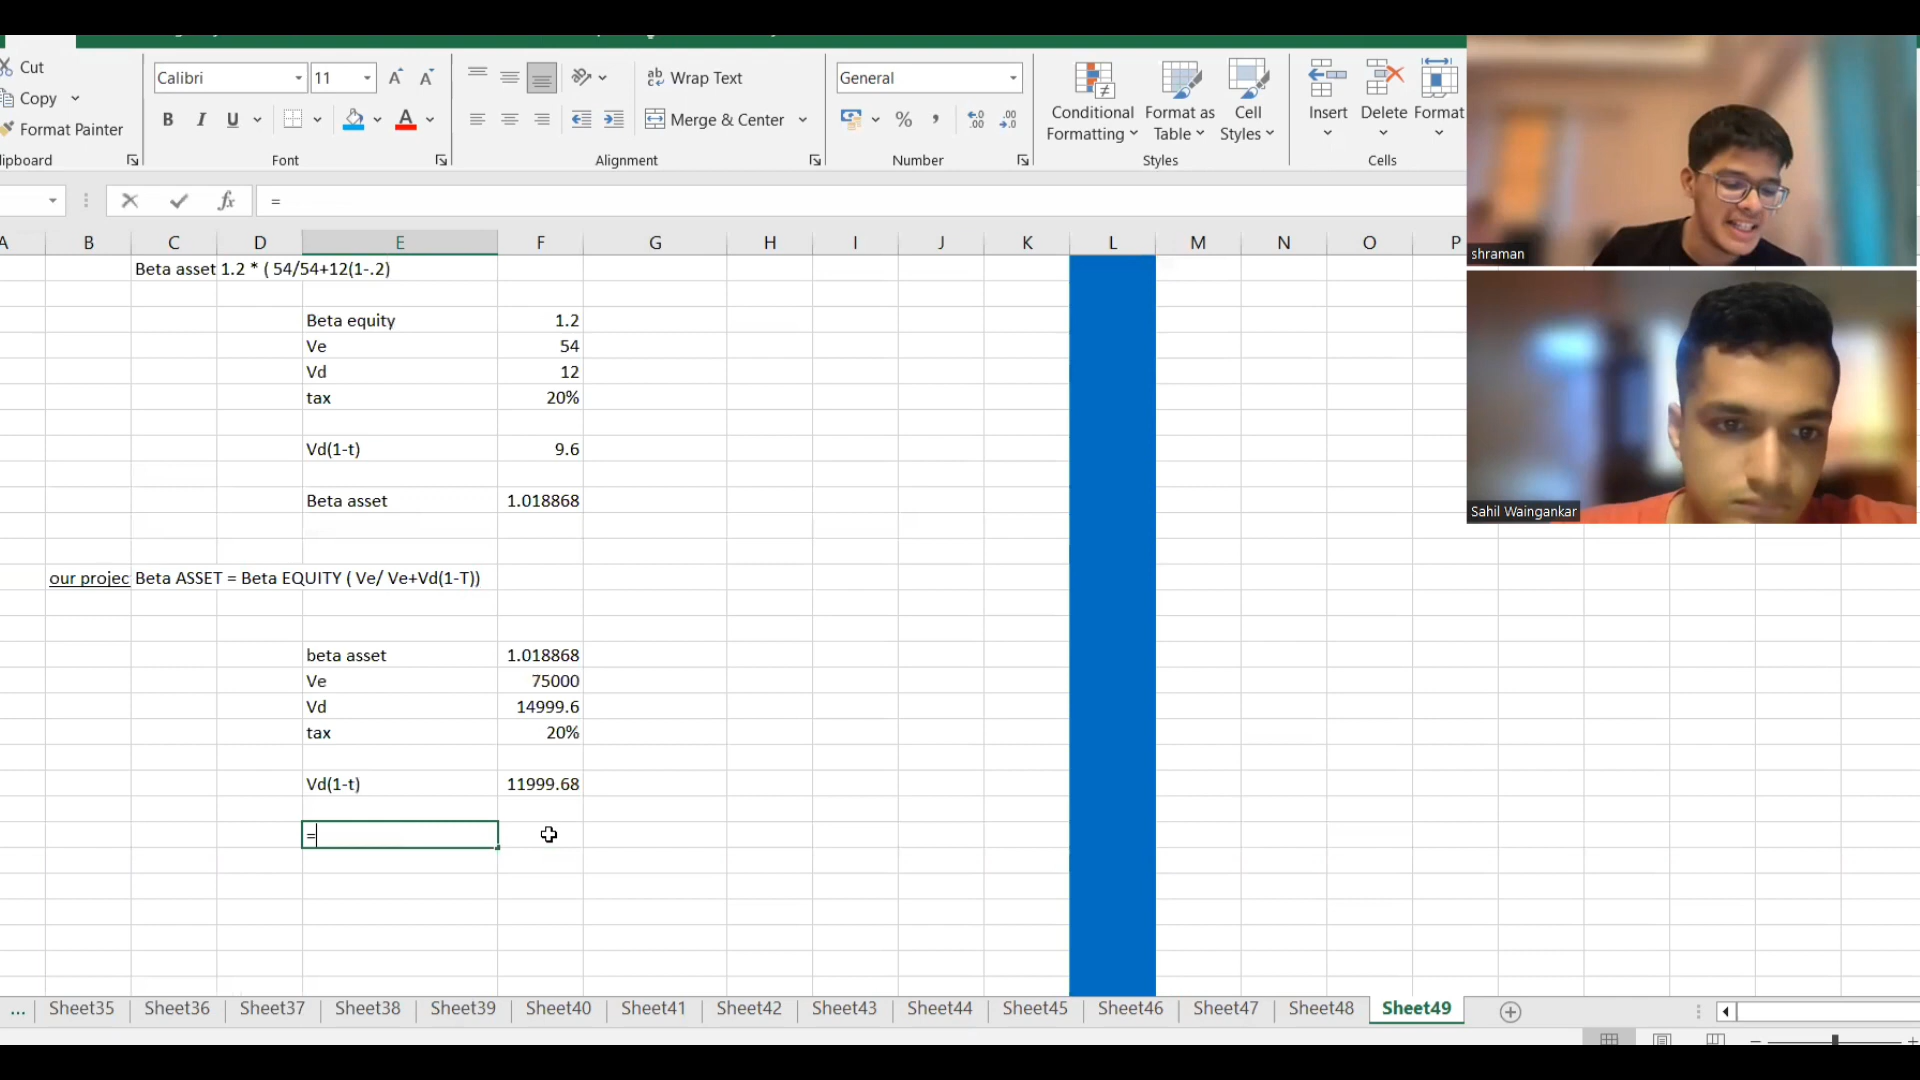 Cut
Copy
Format Painter
lipboard
Calibri
11
B I U
Font
Wrap Text
Merge & Center
Alignment
General
%
Number
Conditional Formatting
Format as Table
Cell Styles
Styles
Insert
Delete
Format
Cells
fx
=
A B C D E F G H I J K L M N O P
Beta asset 1.2 * ( 54/54+12(1-.2)
Beta equity 1.2
Ve 54
Vd 12
tax 20%
Vd(1-t) 9.6
Beta asset 1.018868
our projec Beta ASSET = Beta EQUITY ( Ve/ Ve+Vd(1-T))
beta asset 1.018868
Ve 75000
Vd 14999.6
tax 20%
Vd(1-t) 11999.68
=
shraman
Sahil Waingankar
... Sheet35 Sheet36 Sheet37 Sheet38 Sheet39 Sheet40 Sheet41 Sheet42 Sheet43 Sheet44 Sheet45 Sheet46 Sheet47 Sheet48 Sheet49